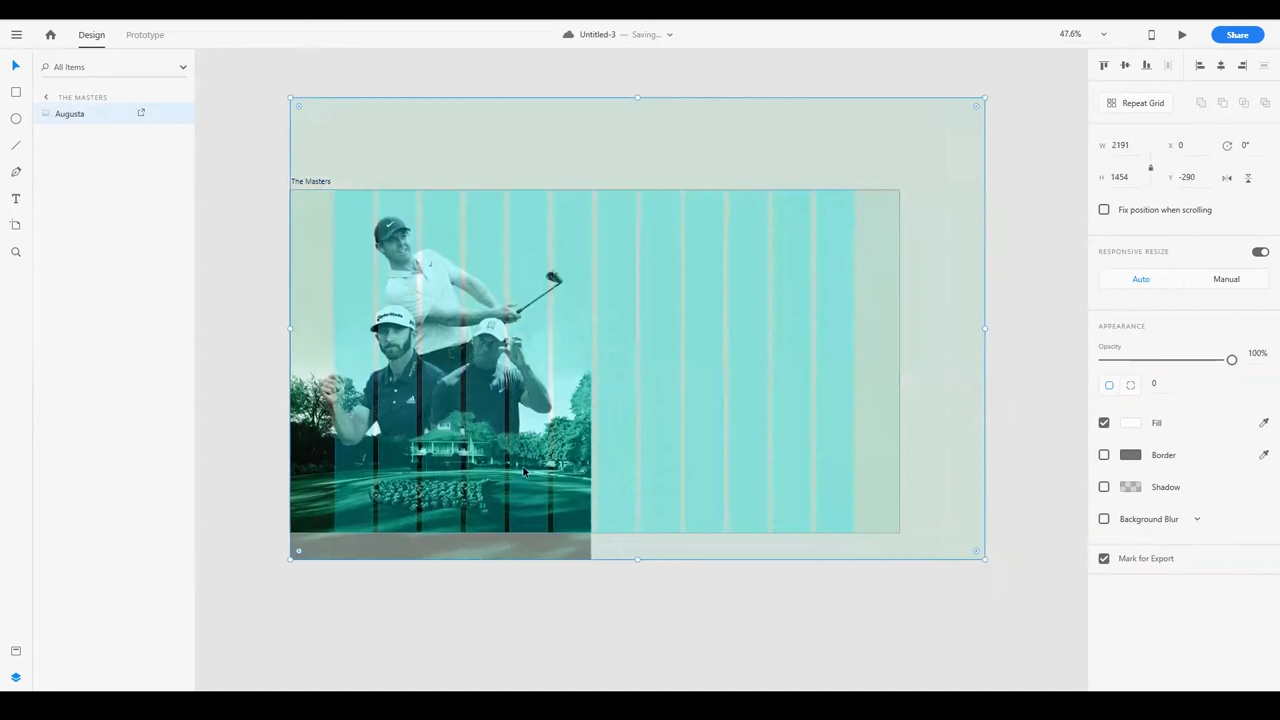 Design
Prototype
Untitled-3 — Saving...
47.6%
Share
All Items
THE MASTERS
Augusta
The Masters
Repeat Grid
W 2191 X 0 0°
H 1454 Y -290
Fix position when scrolling
RESPONSIVE RESIZE
Auto Manual
APPEARANCE
Opacity
100%
0
Fill
Border
Shadow
Background Blur
Mark for Export